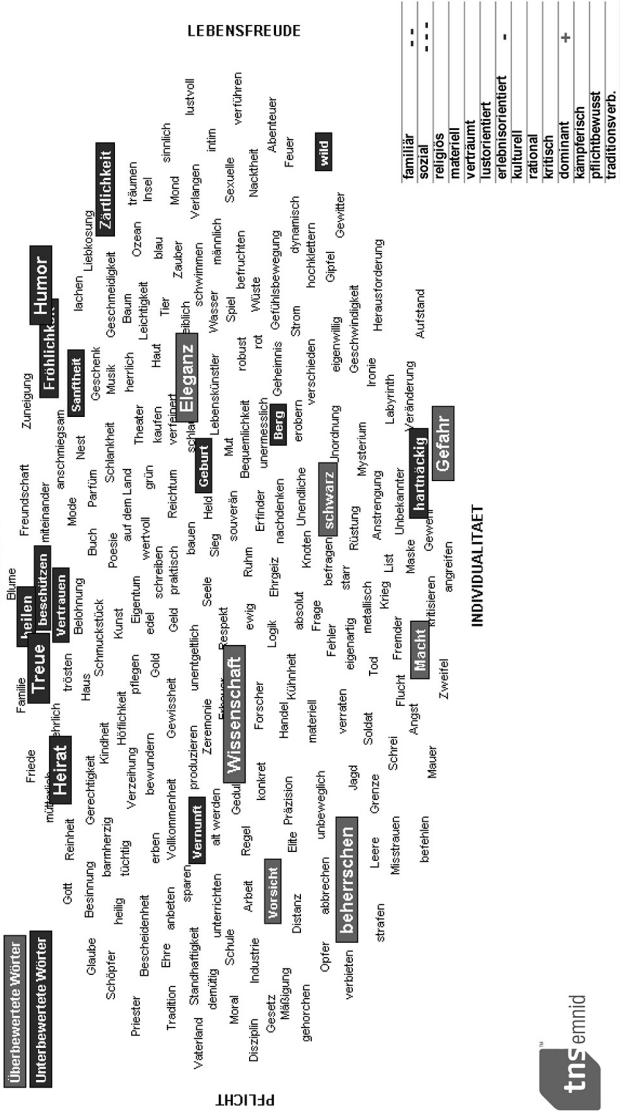 Überbewertete Wörter
Unterbewertete Wörter
Blume
Familie
Freundschaft
Zuneigung
Friede
heilen
Treue
beschützen
miteinander
Fröhlichkeit
Humor
mütterlich
ehrlich
Heirat
Vertrauen
anschmiegsam
Gott
Reinheit
trösten
Belohnung
Mode
Nest
Sanftheit
lachen
Liebkosung
Glaube
Besinnung
Gerechtigkeit
Haus
Schmuckstück
Buch
Parfüm
Geschenk
Geschmeidigkeit
Zärtlichkeit
Schöpfer
heilig
barmherzig
Kindheit
Kunst
Poesie
Schlankheit
Musik
tüchtig
Höflichkeit
auf dem Land
herrlich
Baum
Ozean
träumen
Priester
Bescheidenheit
Verzeihung
pflegen
Eigentum
wertvoll
Theater
Leichtigkeit
Insel
erben
bewundern
Gold
edel
schreiben
grün
kaufen
Haut
Tier
blau
sinnlich
Tradition
Ehre
anbeten
Vollkommenheit
Gewissheit
Geld
praktisch
Reichtum
verfeinert
Zauber
Mond
lustvoll
Vaterland
Standhaftigkeit
sparen
Vernunft
produzieren
unentgeltlich
bauen
Eleganz
schwimmen
Verlangen
demütig
unterrichten
alt werden
Zeremonie
Seele
Sieg
Held
Geburt
Lebenskünstler
Wasser
männlich
intim
Moral
Schule
Wissenschaft
Respekt
souverän
Mut
Spiel
befruchten
Sexuelle
verführen
Disziplin
Industrie
Arbeit
Regel
konkret
Forscher
ewig
Ruhm
Erfinder
Bequemlichkeit
robust
Wüste
Nacktheit
Gesetz
Mäßigung
Vorsicht
Präzision
Handel
Logik
Ehrgeiz
nachdenken
unermesslich
Berg
Geheimnis
rot
Gefühlsbewegung
Abenteuer
gehorchen
Distanz
Elite
Kühnheit
absolut
Knoten
Unendliche
erobern
Strom
dynamisch
Feuer
Opfer
abbrechen
unbeweglich
materiell
Frage
befragen
schwarz
verschieden
hochklettern
wild
verbieten
beherrschen
Jagd
verraten
Fehler
eigenartig
starr
Rüstung
Unordnung
eigenwillig
Gipfel
Gewitter
strafen
Leere
Grenze
Soldat
Tod
metallisch
Anstrengung
Mysterium
Ironie
Geschwindigkeit
Herausforderung
Misstrauen
Schrei
Flucht
Fremder
Krieg
List
Unbekannter
Labyrinth
befehlen
Mauer
Angst
Macht
Maske
hartnäckig
Veränderung
Aufstand
Zweifel
kritisieren
angreifen
Gefahr
LEBENSFREUDE
PFLICHT
INDIVIDUALITAET
familiär - -
sozial - - -
religiös
materiell
verträumt
lustorientiert
erlebnisorientiert -
kulturell
rational
kritisch
dominant +
kämpferisch
pflichtbewusst
traditionsverb.
tns emnid